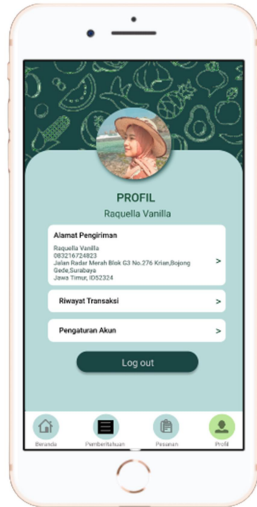 PROFIL
Raquella Vanilla
Alamat Pengiriman
Raquella Vanilla
083216724823
Jalan Radar Merah Blok G3 No.276 Krian,Bojong
Gede,Surabaya
Jawa Timur, ID52324
>
Riwayat Transaksi >
Pengaturan Akun >
Log out
Beranda Pemberitahuan Pesanan Profil